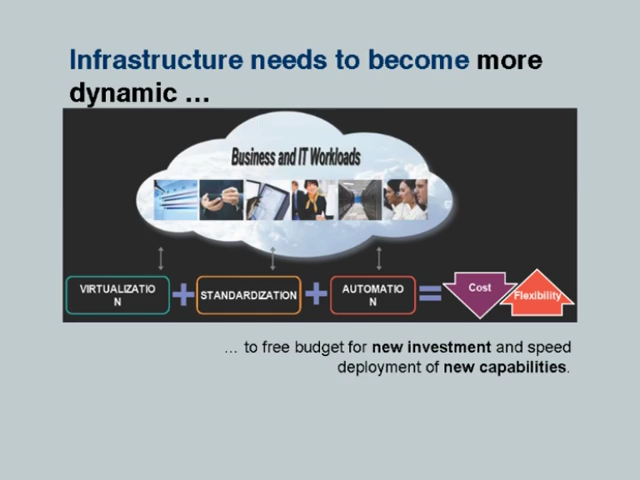 Infrastructure needs to become more
dynamic ...
Business and IT Workloads
VIRTUALIZATIO
N
+
STANDARDIZATION
+
AUTOMATIO
N
=
Cost
Flexibility
... to free budget for new investment and speed
deployment of new capabilities.